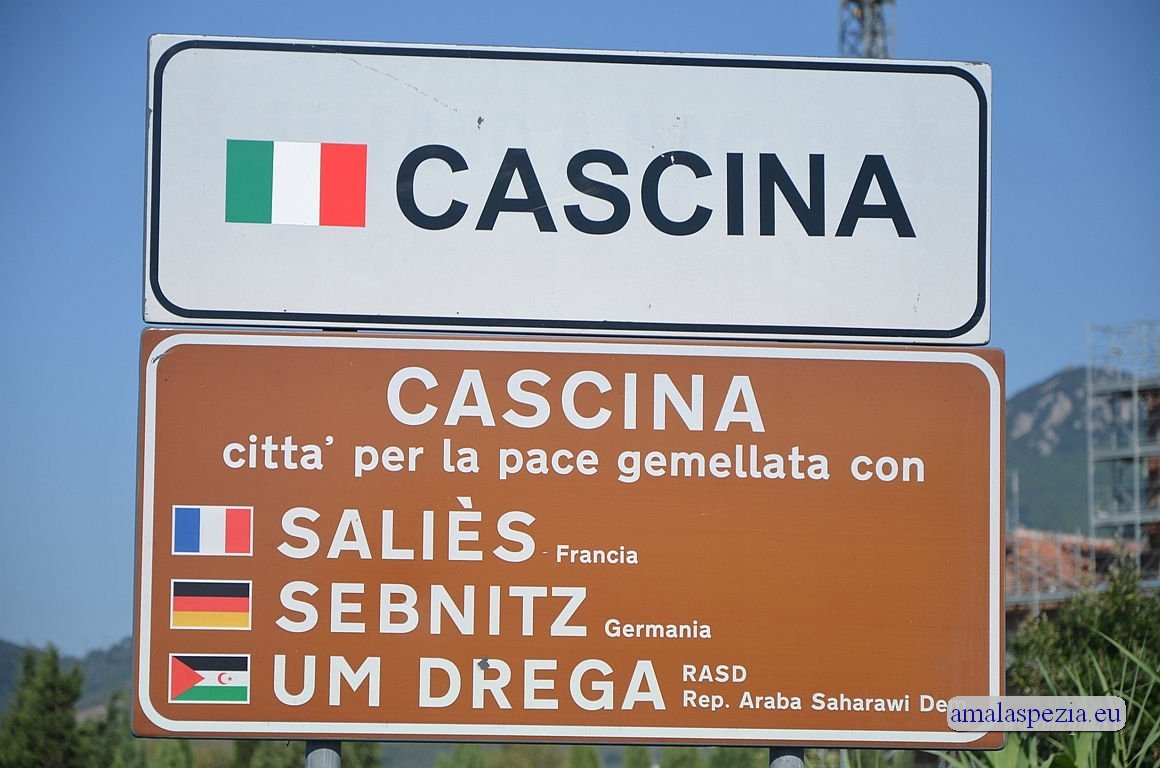 CASCINA
CASCINA
citta' per la pace gemellata con
SALIÈS - Francia
SEBNITZ Germania
UM DREGA RASD
Rep. Araba Saharawi
amalaspezia.eu